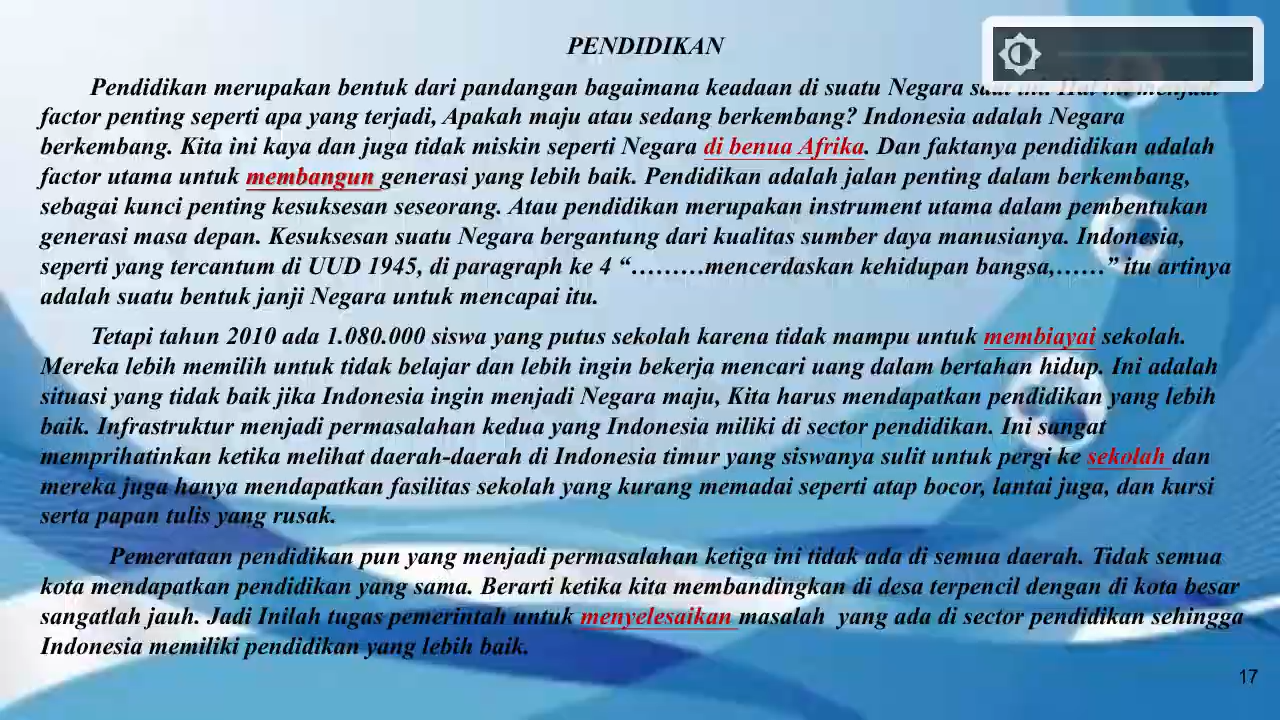 PENDIDIKAN
Pendidikan merupakan bentuk dari pandangan bagaimana keadaan di suatu Negara saat ini. Hal ini menjadi
factor penting seperti apa yang terjadi, Apakah maju atau sedang berkembang? Indonesia adalah Negara
berkembang. Kita ini kaya dan juga tidak miskin seperti Negara di benua Afrika. Dan faktanya pendidikan adalah
factor utama untuk membangun generasi yang lebih baik. Pendidikan adalah jalan penting dalam berkembang,
sebagai kunci penting kesuksesan seseorang. Atau pendidikan merupakan instrument utama dalam pembentukan
generasi masa depan. Kesuksesan suatu Negara bergantung dari kualitas sumber daya manusianya. Indonesia,
seperti yang tercantum di UUD 1945, di paragraph ke 4 “………mencerdaskan kehidupan bangsa,……” itu artinya
adalah suatu bentuk janji Negara untuk mencapai itu.
Tetapi tahun 2010 ada 1.080.000 siswa yang putus sekolah karena tidak mampu untuk membiayai sekolah.
Mereka lebih memilih untuk tidak belajar dan lebih ingin bekerja mencari uang dalam bertahan hidup. Ini adalah
situasi yang tidak baik jika Indonesia ingin menjadi Negara maju, Kita harus mendapatkan pendidikan yang lebih
baik. Infrastruktur menjadi permasalahan kedua yang Indonesia miliki di sector pendidikan. Ini sangat
memprihatinkan ketika melihat daerah-daerah di Indonesia timur yang siswanya sulit untuk pergi ke sekolah dan
mereka juga hanya mendapatkan fasilitas sekolah yang kurang memadai seperti atap bocor, lantai juga, dan kursi
serta papan tulis yang rusak.
Pemerataan pendidikan pun yang menjadi permasalahan ketiga ini tidak ada di semua daerah. Tidak semua
kota mendapatkan pendidikan yang sama. Berarti ketika kita membandingkan di desa terpencil dengan di kota besar
sangatlah jauh. Jadi Inilah tugas pemerintah untuk menyelesaikan masalah yang ada di sector pendidikan sehingga
Indonesia memiliki pendidikan yang lebih baik.
17